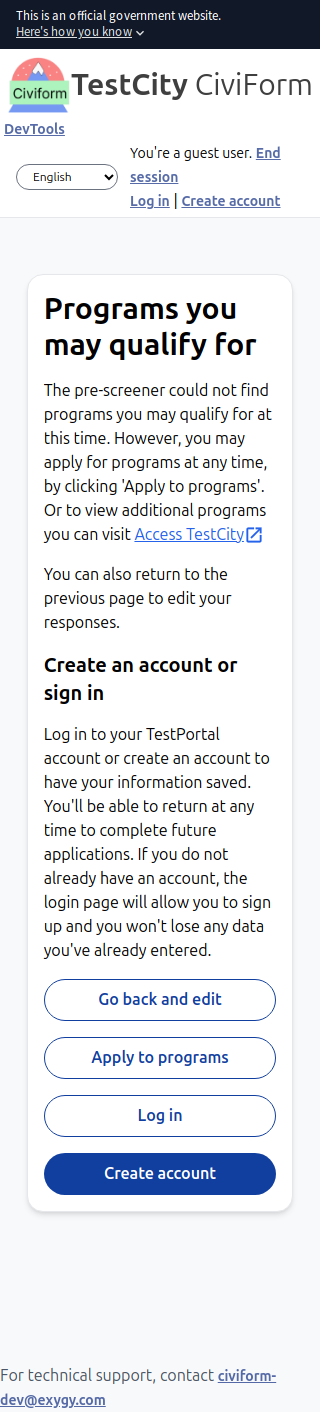 This is an official government website.
Here's how you know
Civiform
TestCity CiviForm
DevTools
You're a guest user. End
session
English
Log in | Create account
Programs you
may qualify for
The pre-screener could not find
programs you may qualify for at
this time. However, you may
apply for programs at any time,
by clicking 'Apply to programs'.
Or to view additional programs
you can visit Access TestCity
You can also return to the
previous page to edit your
responses.
Create an account or
sign in
Log in to your TestPortal
account or create an account to
have your information saved.
You'll be able to return at any
time to complete future
applications. If you do not
already have an account, the
login page will allow you to sign
up and you won't lose any data
you've already entered.
Go back and edit
Apply to programs
Log in
Create account
For technical support, contact civiform-
dev@exygy.com